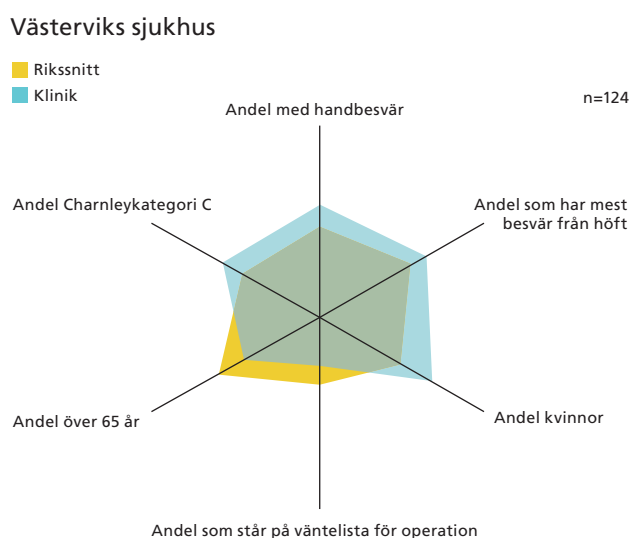 Västerviks sjukhus
Rikssnitt
Klinik
n=124
Andel med handbesvär
Andel Charnleykategori C
Andel som har mest
besvär från höft
Andel över 65 år
Andel kvinnor
Andel som står på väntelista för operation